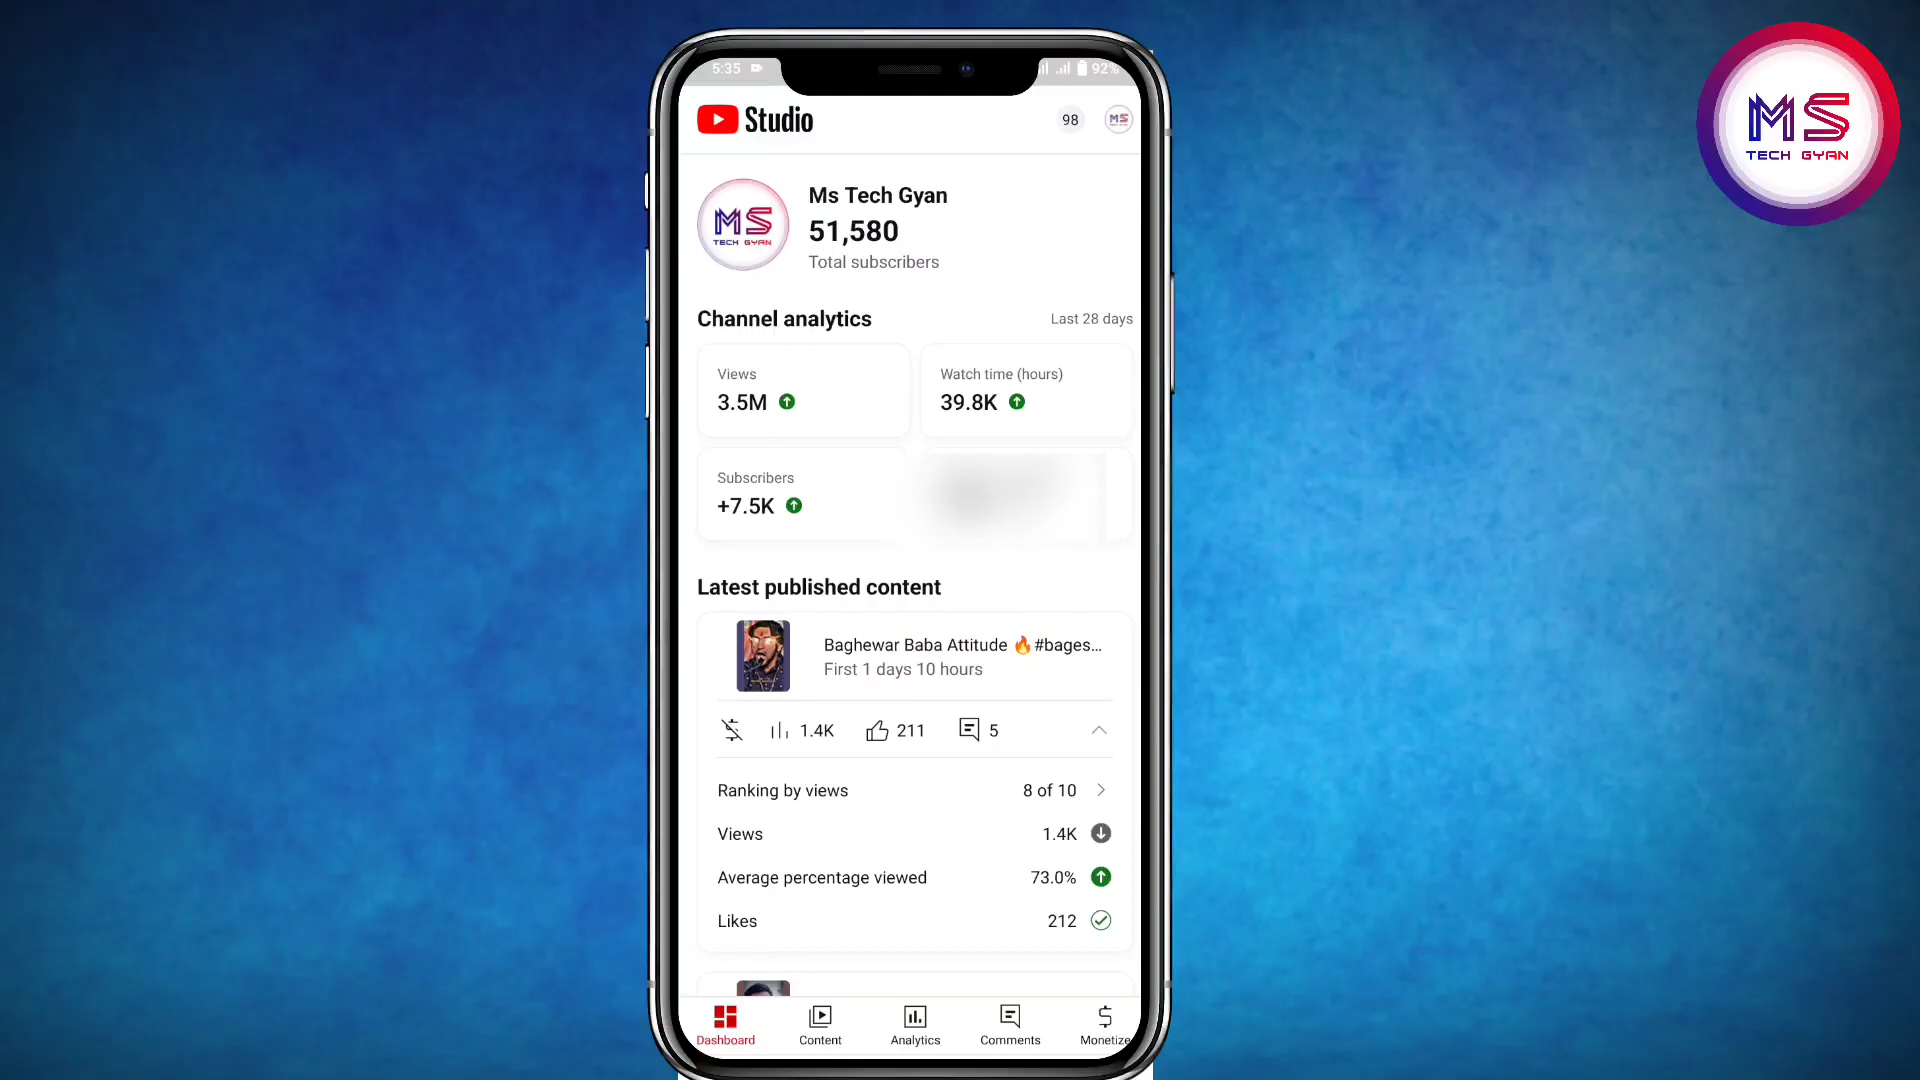 5:35
92%
Studio
98
MS
MS
TECH GYAN
MS
TECH GYAN
Ms Tech Gyan
51,580
Total subscribers
Channel analytics
Last 28 days
Views
3.5M
Watch time (hours)
39.8K
Subscribers
+7.5K
Latest published content
Baghewar Baba Attitude 🔥#bages...
First 1 days 10 hours
1.4K
211
5
Ranking by views
8 of 10
Views
1.4K
Average percentage viewed
73.0%
Likes
212
Dashboard
Content
Analytics
Comments
Monetize